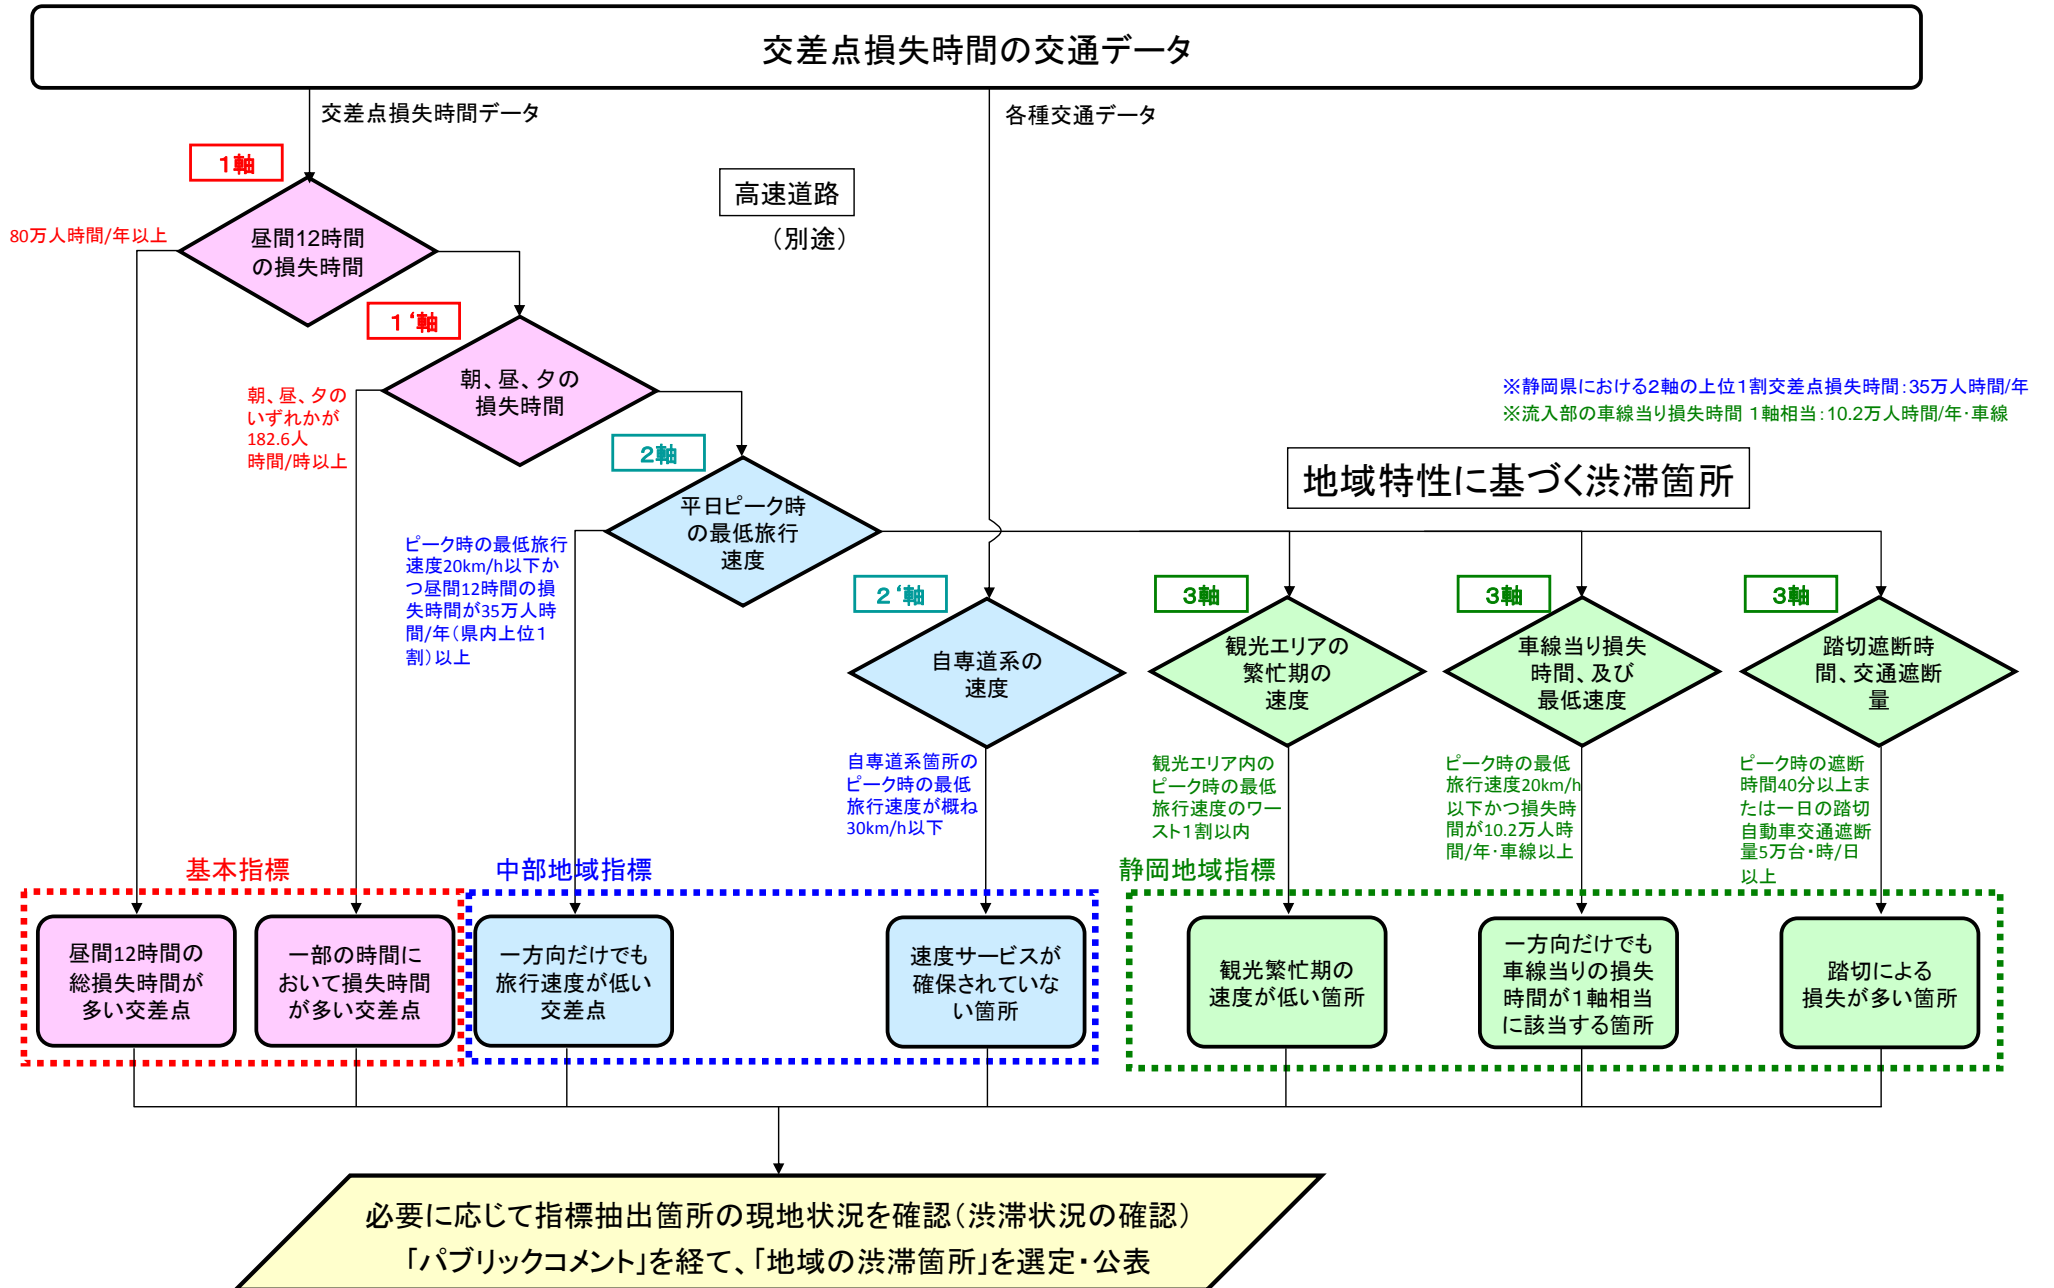 交差点損失時間の交通データ
交差点損失時間データ
各種交通データ
1軸
高速道路
（別途）
80万人時間/年以上
昼間12時間
の損失時間
1‘軸
朝、昼、夕の
損失時間
朝、昼、夕の
いずれかが
182.6人
時間/時以上
※静岡県における2軸の上位1割交差点損失時間：35万人時間/年
※流入部の車線当り損失時間 1軸相当：10.2万人時間/年・車線
2軸
地域特性に基づく渋滞箇所
平日ピーク時
の最低旅行
速度
ピーク時の最低旅行
速度20km/h以下か
つ昼間12時間の損
失時間が35万人時
間/年（県内上位1
割）以上
2‘軸
3軸
3軸
3軸
自専道系の
速度
観光エリアの
繁忙期の
速度
車線当り損失
時間、及び
最低速度
踏切遮断時
間、交通遮断
量
自専道系箇所の
ピーク時の最低
旅行速度が概ね
30km/h以下
観光エリア内の
ピーク時の最低
旅行速度のワー
スト1割以内
ピーク時の最低
旅行速度20km/h
以下かつ損失時
間が10.2万人時
間/年・車線以上
ピーク時の遮断
時間40分以上ま
たは一日の踏切
自動車交通遮断
量5万台・時/日
以上
基本指標
中部地域指標
静岡地域指標
昼間12時間の
総損失時間が
多い交差点
一部の時間に
おいて損失時間
が多い交差点
一方向だけでも
旅行速度が低い
交差点
速度サービスが
確保されていな
い箇所
観光繁忙期の
速度が低い箇所
一方向だけでも
車線当りの損失
時間が1軸相当
に該当する箇所
踏切による
損失が多い箇所
必要に応じて指標抽出箇所の現地状況を確認（渋滞状況の確認）
「パブリックコメント」を経て、「地域の渋滞箇所」を選定・公表